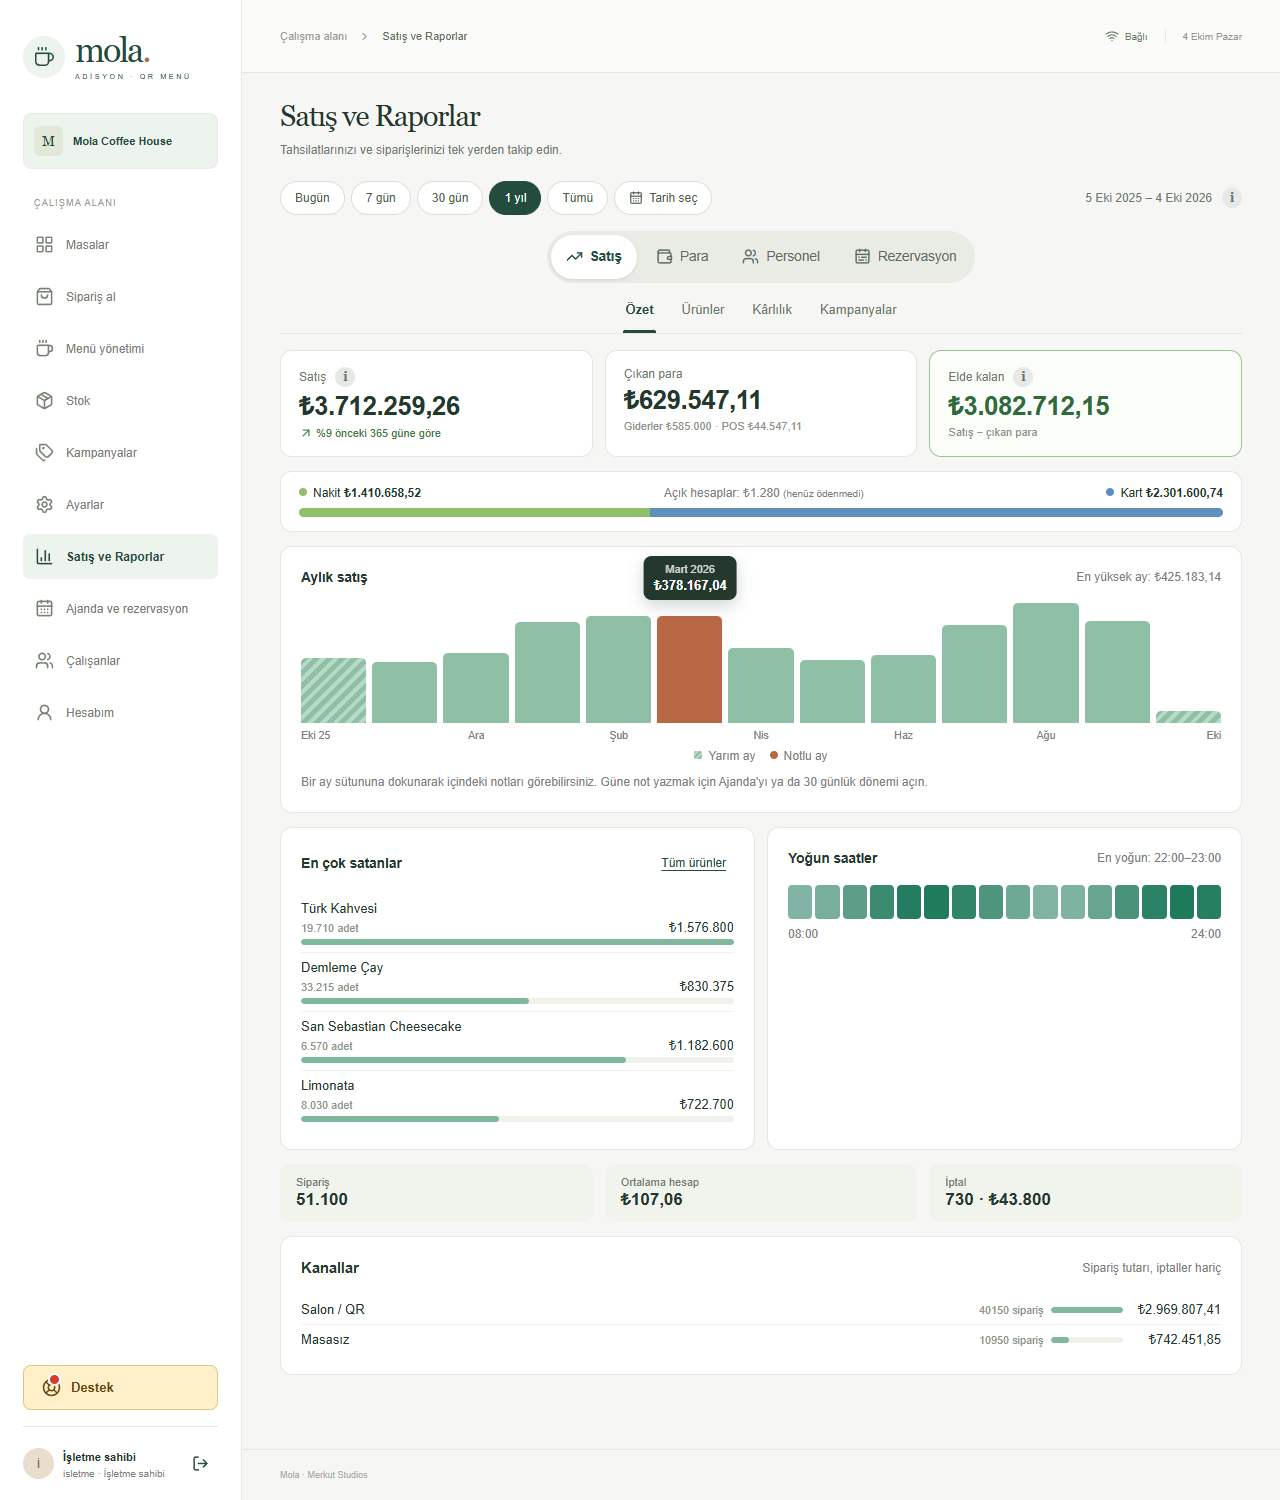 mola.
ADİSYON · QR MENÜ
M Mola Coffee House
ÇALIŞMA ALANI
Masalar
Sipariş al
Menü yönetimi
Stok
Kampanyalar
Ayarlar
Satış ve Raporlar
Ajanda ve rezervasyon
Çalışanlar
Hesabım
Destek
İşletme sahibi
i
isletme · İşletme sahibi
Çalışma alanı > Satış ve Raporlar
Bağlı
4 Ekim Pazar
Satış ve Raporlar
Tahsilatlarınızı ve siparişlerinizi tek yerden takip edin.
Bugün 7 gün 30 gün 1 yıl Tümü Tarih seç
5 Eki 2025 – 4 Eki 2026 i
Satış Para Personel Rezervasyon
Özet Ürünler Kârlılık Kampanyalar
Satış i
₺3.712.259,26
%9 önceki 365 güne göre
Çıkan para
₺629.547,11
Giderler ₺585.000 · POS ₺44.547,11
Elde kalan i
₺3.082.712,15
Satış – çıkan para
Nakit ₺1.410.658,52
Açık hesaplar: ₺1.280 (henüz ödenmedi)
Kart ₺2.301.600,74
Aylık satış
Mart 2026
₺378.167,04
En yüksek ay: ₺425.183,14
Eki 25 Ara Şub Nis Haz Ağu Eki
Yarım ay Notlu ay
Bir ay sütununa dokunarak içindeki notları görebilirsiniz. Güne not yazmak için Ajanda'yı ya da 30 günlük dönemi açın.
En çok satanlar
Tüm ürünler
Türk Kahvesi
19.710 adet ₺1.576.800
Demleme Çay
33.215 adet ₺830.375
San Sebastian Cheesecake
6.570 adet ₺1.182.600
Limonata
8.030 adet ₺722.700
Yoğun saatler
En yoğun: 22:00–23:00
08:00 24:00
Sipariş
51.100
Ortalama hesap
₺107,06
İptal
730 · ₺43.800
Kanallar
Sipariş tutarı, iptaller hariç
Salon / QR 40150 sipariş ₺2.969.807,41
Masasız 10950 sipariş ₺742.451,85
Mola · Merkut Studios